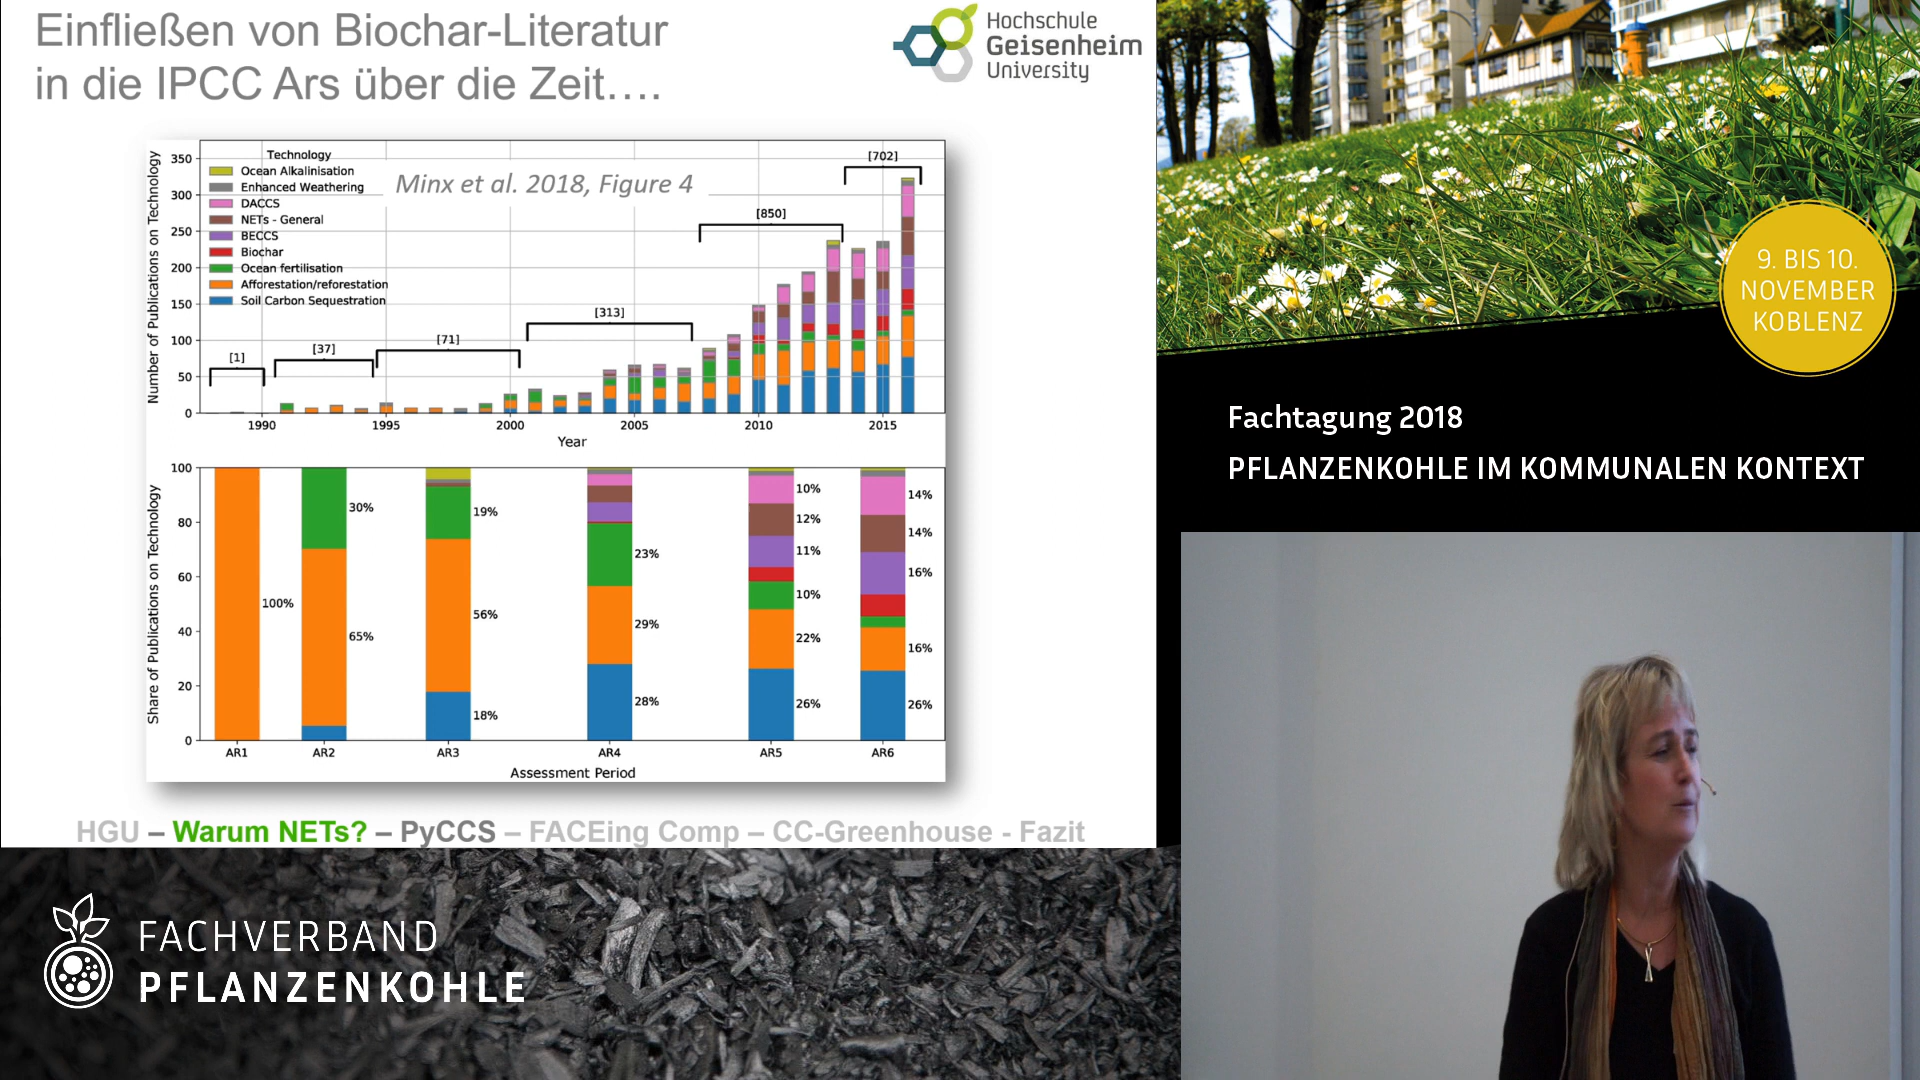 Einfließen von Biochar-Literatur
in die IPCC Ars über die Zeit….
Hochschule
Geisenheim
University
Minx et al. 2018, Figure 4
Number of Publications on Technology
350
300
250
200
150
100
50
0
Technology
Ocean Alkalinisation
Enhanced Weathering
DACCS
NETs - General
BECCS
Biochar
Ocean fertilisation
Afforestation/reforestation
Soil Carbon Sequestration
[1]
[37]
[71]
[313]
[850]
[702]
1990 1995 2000 2005 2010 2015
Year
Share of Publications on Technology
100
80
60
40
20
0
100%
30%
65%
19%
56%
18%
23%
29%
28%
10%
12%
11%
10%
22%
26%
14%
14%
16%
16%
26%
AR1 AR2 AR3 AR4 AR5 AR6
Assessment Period
HGU – Warum NETs? – PyCCS – FACEing Comp – CC-Greenhouse - Fazit
9. BIS 10.
NOVEMBER
KOBLENZ
Fachtagung 2018
PFLANZENKOHLE IM KOMMUNALEN KONTEXT
FACHVERBAND
PFLANZENKOHLE